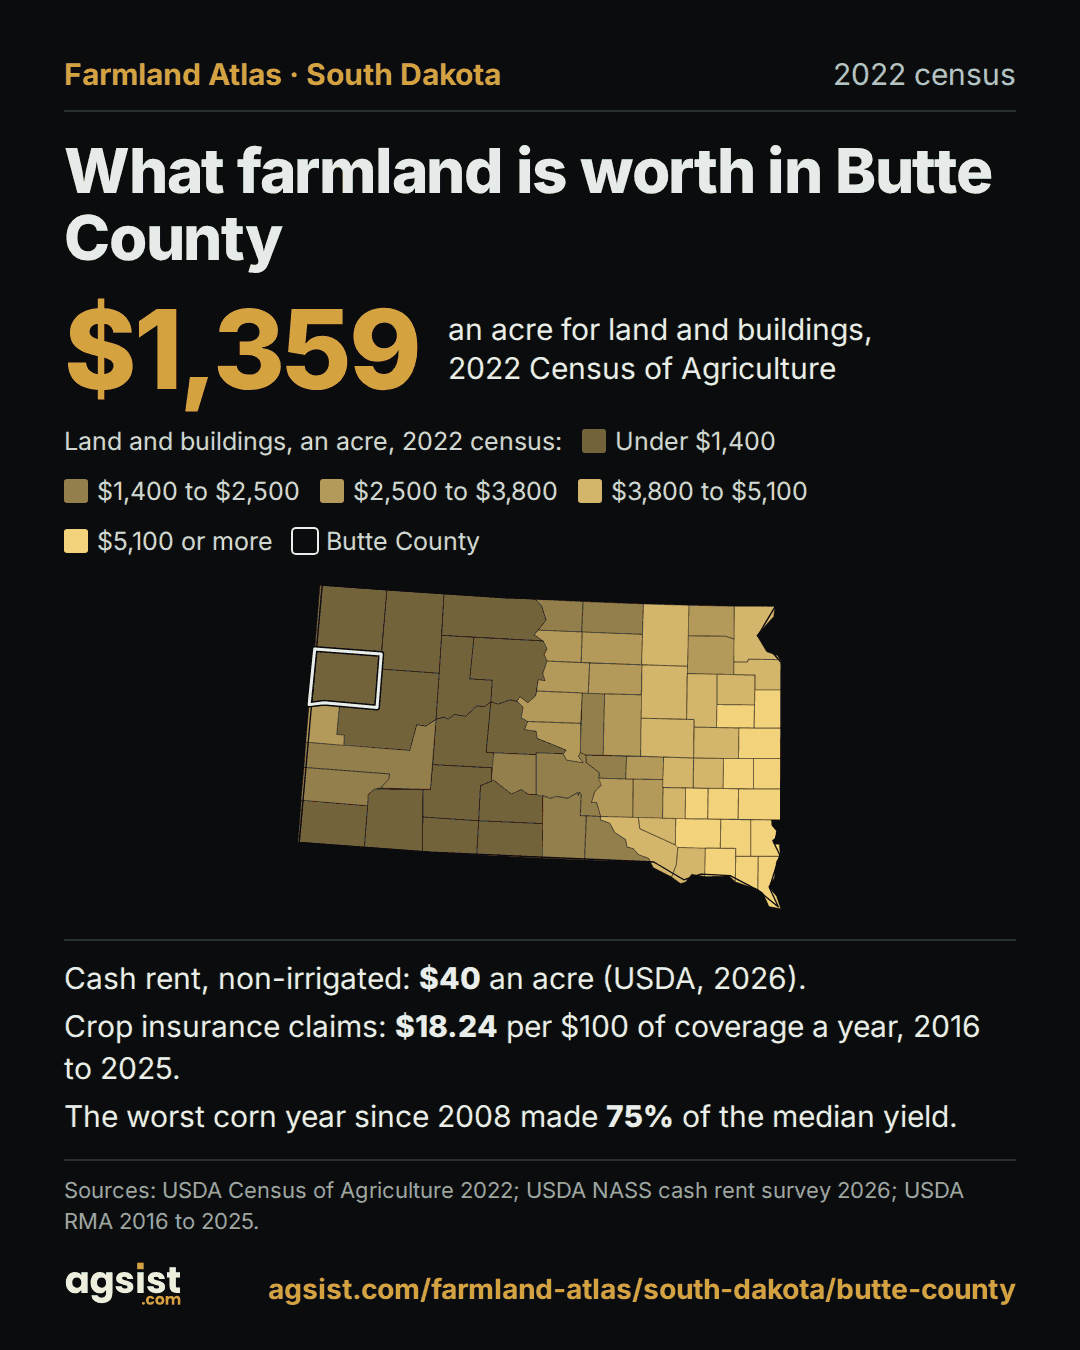 Farmland Atlas · South Dakota
2022 census
What farmland is worth in Butte
County
$1,359
an acre for land and buildings,
2022 Census of Agriculture
Land and buildings, an acre, 2022 census:
Under $1,400
$1,400 to $2,500
$2,500 to $3,800
$3,800 to $5,100
$5,100 or more
Butte County
Cash rent, non-irrigated: $40 an acre (USDA, 2026).
Crop insurance claims: $18.24 per $100 of coverage a year, 2016
to 2025.
The worst corn year since 2008 made 75% of the median yield.
Sources: USDA Census of Agriculture 2022; USDA NASS cash rent survey 2026; USDA
RMA 2016 to 2025.
agsist
.com
agsist.com/farmland-atlas/south-dakota/butte-county